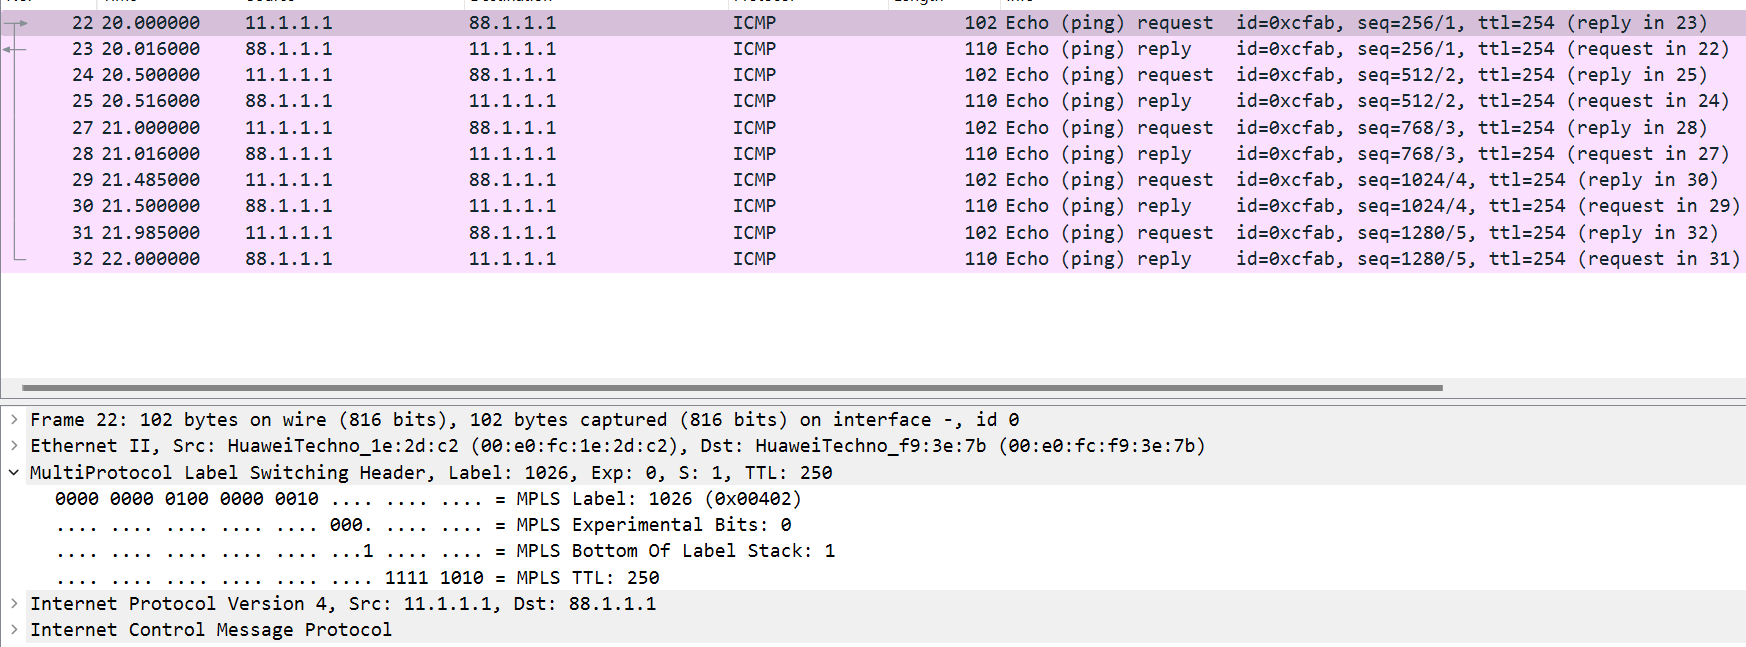 22 20.000000 11.1.1.1 88.1.1.1 ICMP 102 Echo (ping) request id=0xcfab, seq=256/1, ttl=254 (reply in 23)
23 20.016000 88.1.1.1 11.1.1.1 ICMP 110 Echo (ping) reply id=0xcfab, seq=256/1, ttl=254 (request in 22)
24 20.500000 11.1.1.1 88.1.1.1 ICMP 102 Echo (ping) request id=0xcfab, seq=512/2, ttl=254 (reply in 25)
25 20.516000 88.1.1.1 11.1.1.1 ICMP 110 Echo (ping) reply id=0xcfab, seq=512/2, ttl=254 (request in 24)
27 21.000000 11.1.1.1 88.1.1.1 ICMP 102 Echo (ping) request id=0xcfab, seq=768/3, ttl=254 (reply in 28)
28 21.016000 88.1.1.1 11.1.1.1 ICMP 110 Echo (ping) reply id=0xcfab, seq=768/3, ttl=254 (request in 27)
29 21.485000 11.1.1.1 88.1.1.1 ICMP 102 Echo (ping) request id=0xcfab, seq=1024/4, ttl=254 (reply in 30)
30 21.500000 88.1.1.1 11.1.1.1 ICMP 110 Echo (ping) reply id=0xcfab, seq=1024/4, ttl=254 (request in 29)
31 21.985000 11.1.1.1 88.1.1.1 ICMP 102 Echo (ping) request id=0xcfab, seq=1280/5, ttl=254 (reply in 32)
32 22.000000 88.1.1.1 11.1.1.1 ICMP 110 Echo (ping) reply id=0xcfab, seq=1280/5, ttl=254 (request in 31)
Frame 22: 102 bytes on wire (816 bits), 102 bytes captured (816 bits) on interface -, id 0
Ethernet II, Src: HuaweiTechno_1e:2d:c2 (00:e0:fc:1e:2d:c2), Dst: HuaweiTechno_f9:3e:7b (00:e0:fc:f9:3e:7b)
MultiProtocol Label Switching Header, Label: 1026, Exp: 0, S: 1, TTL: 250
0000 0000 0100 0000 0010 .... .... .... = MPLS Label: 1026 (0x00402)
.... .... .... .... .... 000. .... .... = MPLS Experimental Bits: 0
.... .... .... .... .... ...1 .... .... = MPLS Bottom Of Label Stack: 1
.... .... .... .... .... .... 1111 1010 = MPLS TTL: 250
Internet Protocol Version 4, Src: 11.1.1.1, Dst: 88.1.1.1
Internet Control Message Protocol